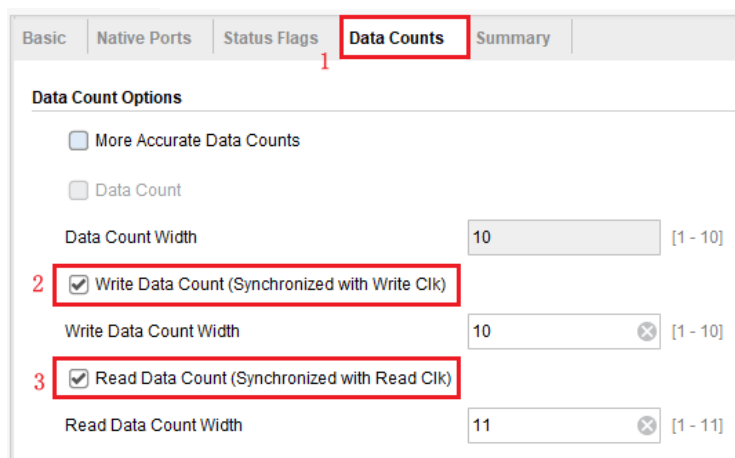 Basic Native Ports Status Flags Data Counts Summary
1
Data Count Options
More Accurate Data Counts
Data Count
Data Count Width 10 [1 - 10]
2 Write Data Count (Synchronized with Write Clk)
Write Data Count Width 10 [1 - 10]
3 Read Data Count (Synchronized with Read Clk)
Read Data Count Width 11 [1 - 11]